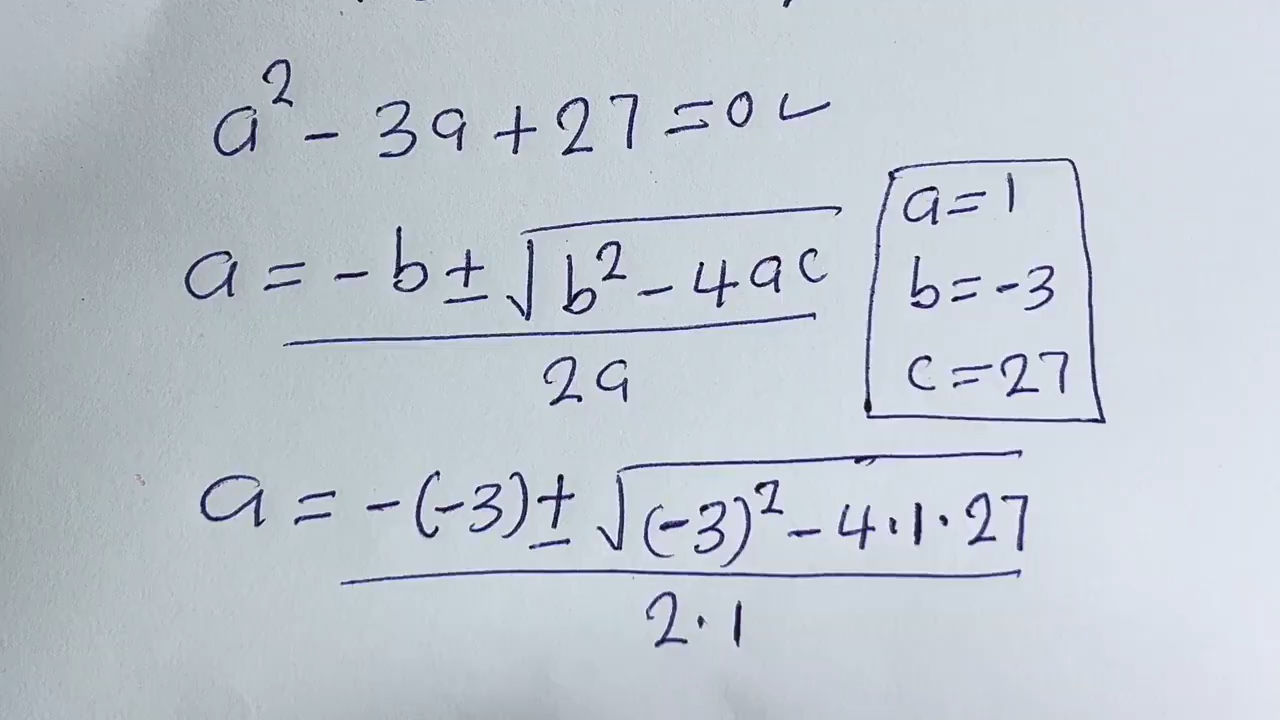 a² - 3a + 27 = 0 ✓
a = -b ± √(b² - 4ac)
2a
a = 1
b = -3
c = 27
a = -(-3) ± √((-3)² - 4·1·27)
2·1